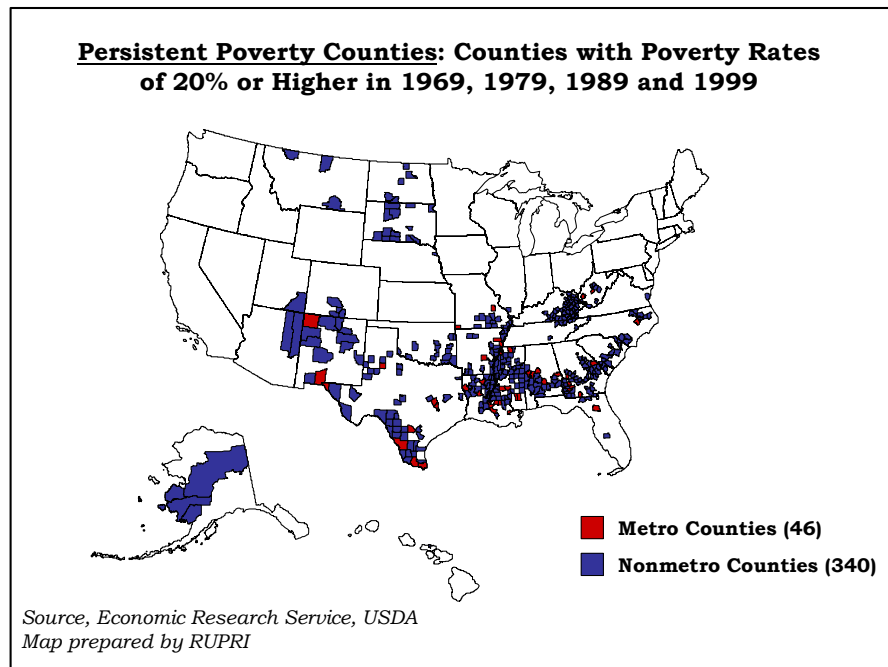 Persistent Poverty Counties: Counties with Poverty Rates
of 20% or Higher in 1969, 1979, 1989 and 1999
Metro Counties (46)
Nonmetro Counties (340)
Source, Economic Research Service, USDA
Map prepared by RUPRI